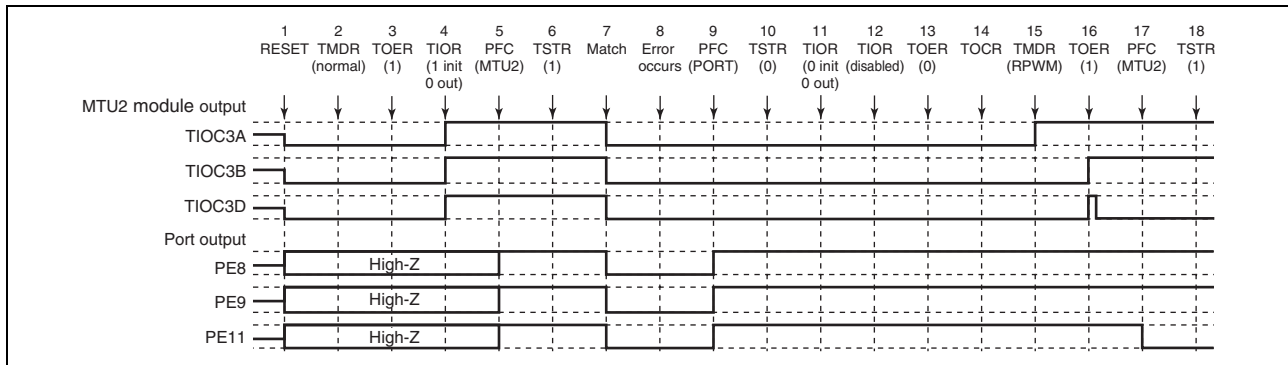 1 2 3 4 5 6 7 8 9 10 11 12 13 14 15 16 17 18
RESET TMDR TOER TIOR PFC TSTR Match Error PFC TSTR TIOR TIOR TOER TOCR TMDR TOER PFC TSTR
(normal) (1) (1 init (MTU2) (1) occurs (PORT) (0) (0 init (disabled) (0) (RPWM) (1) (MTU2) (1)
0 out) 0 out)
MTU2 module output
TIOC3A
TIOC3B
TIOC3D
Port output
PE8 High-Z
PE9 High-Z
PE11 High-Z